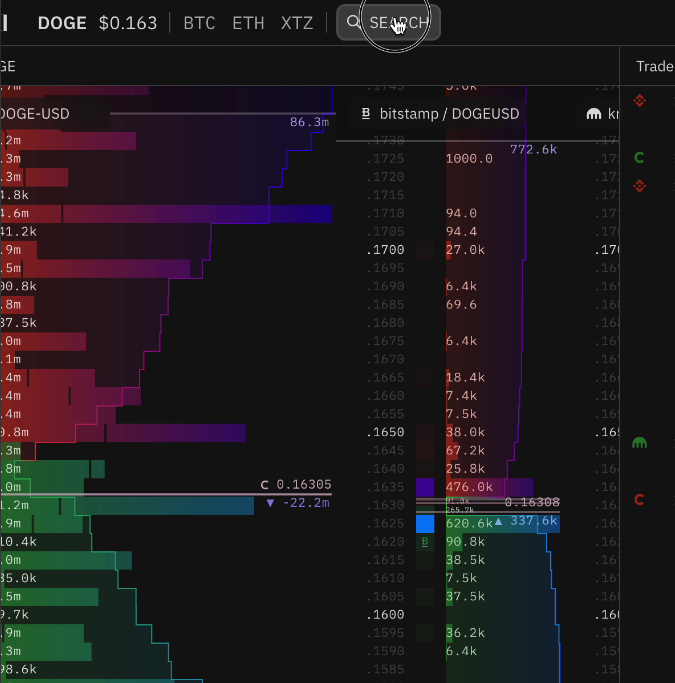 DOGE $0.163 BTC ETH XTZ SEARCH
GE Trade
DOGE-USD bitstamp / DOGEUSD kr
86.3m
.2m .1730 772.6k
.3m .1725 1000.0
.3m .1720
4.8k .1715
4.6m .1710 94.0
41.2k .1705 94.4
.9m .1700 27.0k
.5m .1695
00.8k .1690 6.4k
.8m .1685 69.6
37.5k .1680
.0m .1675 6.4k
.1m .1670
.4m .1665 18.4k
.4m .1660 7.4k
.4m .1655 7.5k
0.8m .1650 38.0k
.3m .1645 67.2k
.8m .1640 25.8k
.0m C 0.16305 .1635 476.0k
1.2m ▼ -22.2m .1630 0.16308
265.7k
.9m .1625 620.6k ▲ 337.6k
10.4k .1620 90.8k
.0m .1615 38.5k
35.0k .1610 7.5k
.5m .1605 37.5k
9.7k .1600
.9m .1595 36.2k
.3m .1590 6.4k
98.6k .1585